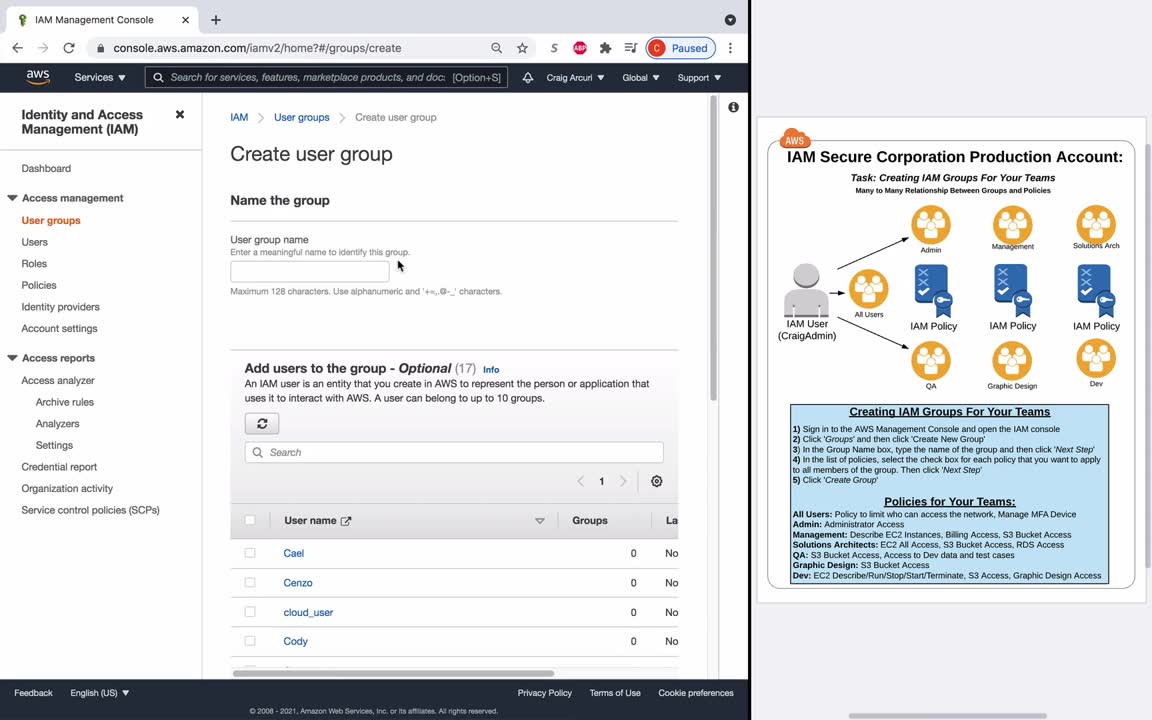 IAM Management Console
console.aws.amazon.com/iamv2/home?#/groups/create
S
ABP
C Paused
aws
Services
Search for services, features, marketplace products, and doc: [Option+S]
Craig Arcuri
Global
Support
Identity and Access
Management (IAM)
Dashboard
Access management
User groups
Users
Roles
Policies
Identity providers
Account settings
Access reports
Access analyzer
Archive rules
Analyzers
Settings
Credential report
Organization activity
Service control policies (SCPs)
IAM > User groups > Create user group
Create user group
Name the group
User group name
Enter a meaningful name to identify this group.
Maximum 128 characters. Use alphanumeric and '+=,.@-_' characters.
Add users to the group - Optional (17) Info
An IAM user is an entity that you create in AWS to represent the person or application that
uses it to interact with AWS. A user can belong to up to 10 groups.
Search
1
User name Groups La
Cael 0 No
Cenzo 0 No
cloud_user 0 No
Cody 0 No
Feedback
English (US)
Privacy Policy
Terms of Use
Cookie preferences
© 2008 - 2021, Amazon Web Services, Inc. or its affiliates. All rights reserved.
AWS
IAM Secure Corporation Production Account:
Task: Creating IAM Groups For Your Teams
Many to Many Relationship Between Groups and Policies
Admin
Management
Solutions Arch
IAM User
(CraigAdmin)
All Users
IAM Policy
IAM Policy
IAM Policy
QA
Graphic Design
Dev
Creating IAM Groups For Your Teams
1) Sign in to the AWS Management Console and open the IAM console
2) Click 'Groups' and then click 'Create New Group'
3) In the Group Name box, type the name of the group and then click 'Next Step'
4) In the list of policies, select the check box for each policy that you want to apply
to all members of the group. Then click 'Next Step'
5) Click 'Create Group'
Policies for Your Teams:
All Users: Policy to limit who can access the network, Manage MFA Device
Admin: Administrator Access
Management: Describe EC2 Instances, Billing Access, S3 Bucket Access
Solutions Architects: EC2 All Access, S3 Bucket Access, RDS Access
QA: S3 Bucket Access, Access to Dev data and test cases
Graphic Design: S3 Bucket Access
Dev: EC2 Describe/Run/Stop/Start/Terminate, S3 Access, Graphic Design Access